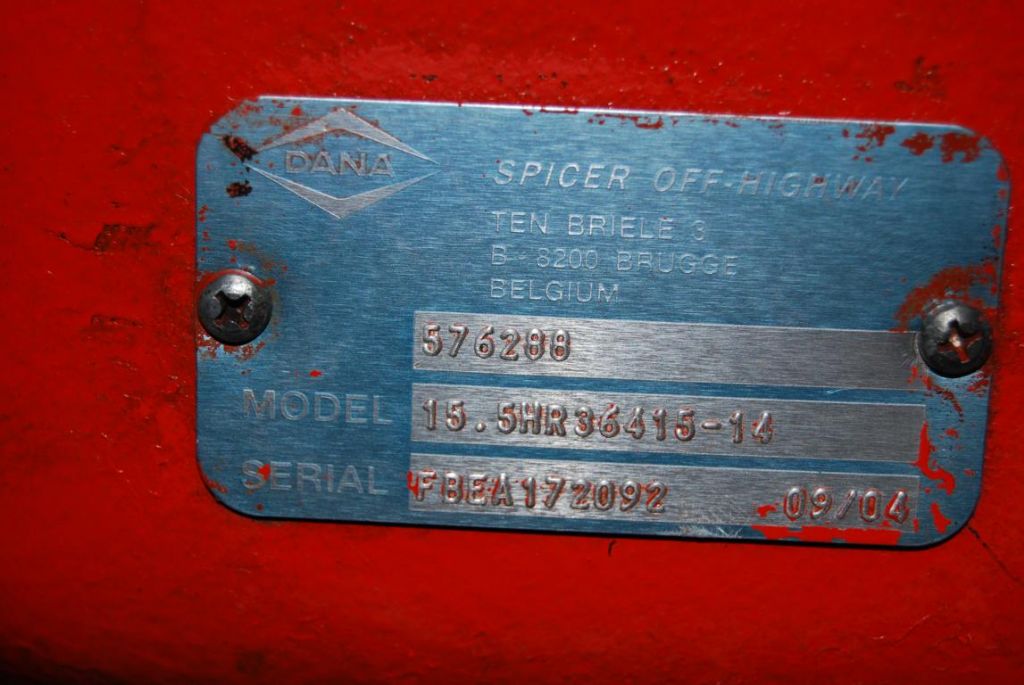 DANA
SPICER OFF-HIGHWAY
TEN BRIELE 3
B - 8200 BRUGGE
BELGIUM
576288
MODEL 15.5HR36415-14
SERIAL FBEA172092 09/04